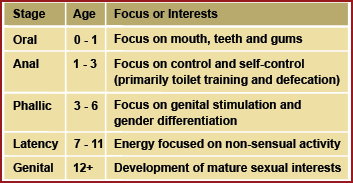 Stage Age Focus or Interests
Oral 0 - 1 Focus on mouth, teeth and gums
Anal 1 - 3 Focus on control and self-control
(primarily toilet training and defecation)
Phallic 3 - 6 Focus on genital stimulation and
gender differentiation
Latency 7 - 11 Energy focused on non-sensual activity
Genital 12+ Development of mature sexual interests